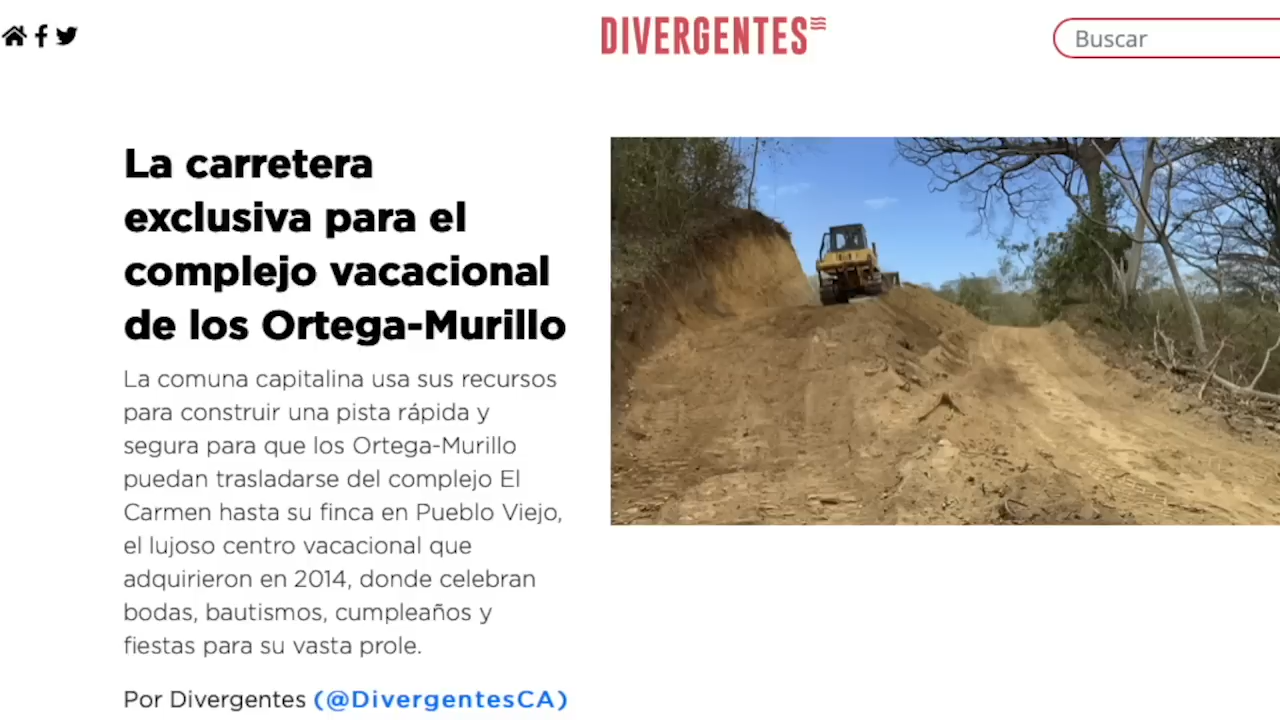 DIVERGENTES
Buscar
La carretera
exclusiva para el
complejo vacacional
de los Ortega-Murillo
La comuna capitalina usa sus recursos
para construir una pista rápida y
segura para que los Ortega-Murillo
puedan trasladarse del complejo El
Carmen hasta su finca en Pueblo Viejo,
el lujoso centro vacacional que
adquirieron en 2014, donde celebran
bodas, bautismos, cumpleaños y
fiestas para su vasta prole.
Por Divergentes (@DivergentesCA)